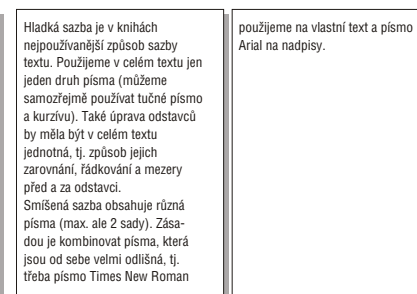 Hladká sazba je v knihách
nejpoužívanější způsob sazby
textu. Použijeme v celém textu jen
jeden druh písma (můžeme
samozřejmě používat tučné písmo
a kurzívu). Také úprava odstavců
by měla být v celém textu
jednotná, tj. způsob jejich
zarovnání, řádkování a mezery
před a za odstavci.
Smíšená sazba obsahuje různá
písma (max. ale 2 sady). Zása-
dou je kombinovat písma, která
jsou od sebe velmi odlišná, tj.
třeba písmo Times New Roman
použijeme na vlastní text a písmo
Arial na nadpisy.